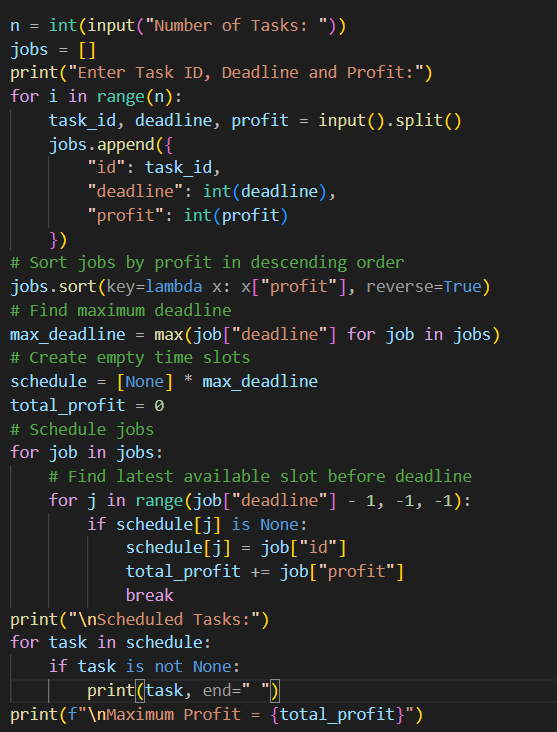 n = int(input("Number of Tasks: "))
jobs = []
print("Enter Task ID, Deadline and Profit:")
for i in range(n):
    task_id, deadline, profit = input().split()
    jobs.append({
        "id": task_id,
        "deadline": int(deadline),
        "profit": int(profit)
    })
# Sort jobs by profit in descending order
jobs.sort(key=lambda x: x["profit"], reverse=True)
# Find maximum deadline
max_deadline = max(job["deadline"] for job in jobs)
# Create empty time slots
schedule = [None] * max_deadline
total_profit = 0
# Schedule jobs
for job in jobs:
    # Find latest available slot before deadline
    for j in range(job["deadline"] - 1, -1, -1):
        if schedule[j] is None:
            schedule[j] = job["id"]
            total_profit += job["profit"]
            break
print("\nScheduled Tasks:")
for task in schedule:
    if task is not None:
        print(task, end=" ")
print(f"\nMaximum Profit = {total_profit}")